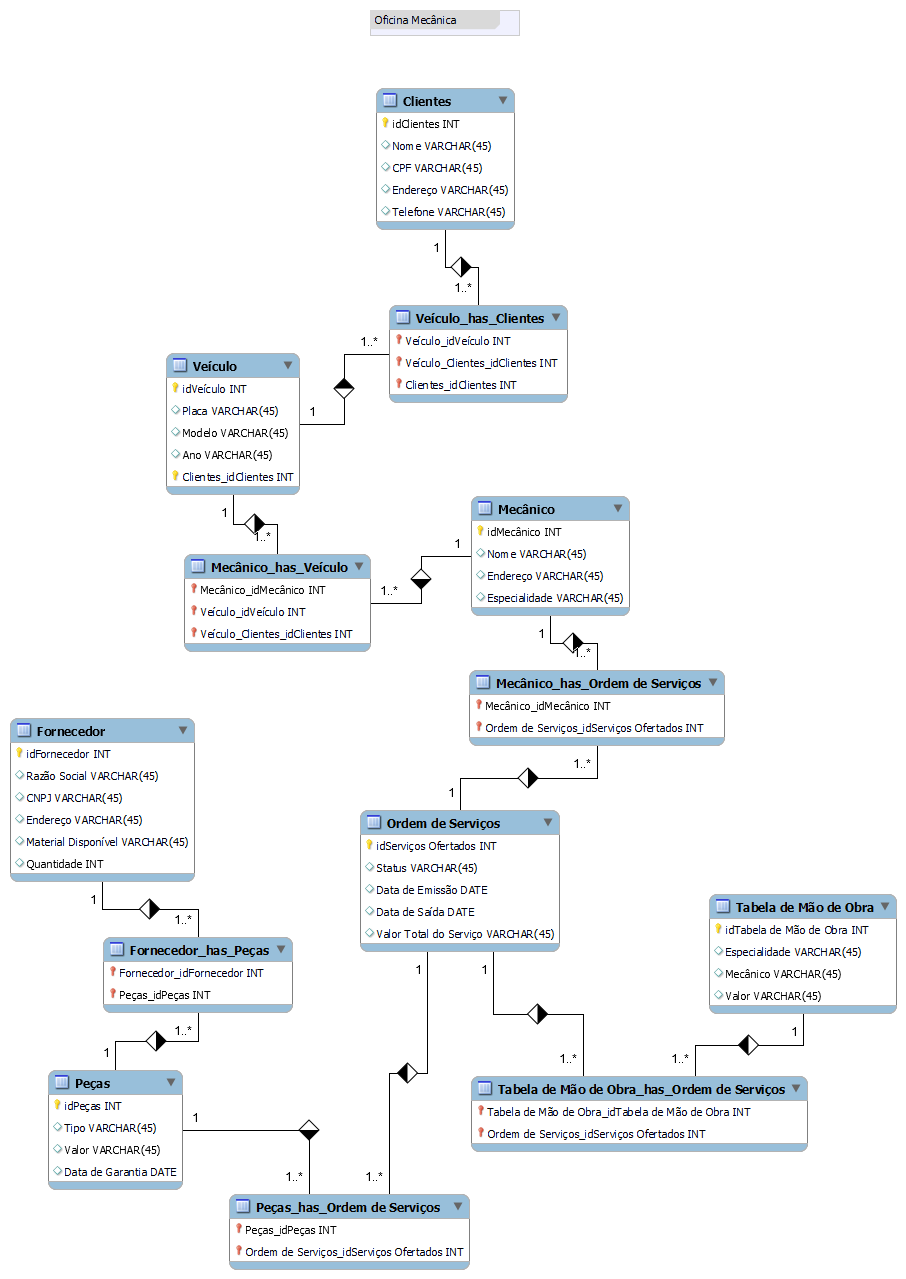 Oficina Mecânica
Clientes
idClientes INT
Nome VARCHAR(45)
CPF VARCHAR(45)
Endereço VARCHAR(45)
Telefone VARCHAR(45)
1
1..*
Veículo_has_Clientes
Veículo_idVeículo INT
Veículo_Clientes_idClientes INT
Clientes_idClientes INT
1..*
1
Veículo
idVeículo INT
Placa VARCHAR(45)
Modelo VARCHAR(45)
Ano VARCHAR(45)
Clientes_idClientes INT
1
1..*
Mecânico_has_Veículo
Mecânico_idMecânico INT
Veículo_idVeículo INT
Veículo_Clientes_idClientes INT
1..*
1
Mecânico
idMecânico INT
Nome VARCHAR(45)
Endereço VARCHAR(45)
Especialidade VARCHAR(45)
1
1..*
Mecânico_has_Ordem de Serviços
Mecânico_idMecânico INT
Ordem de Serviços_idServiços Ofertados INT
1..*
1
Fornecedor
idFornecedor INT
Razão Social VARCHAR(45)
CNPJ VARCHAR(45)
Endereço VARCHAR(45)
Material Disponível VARCHAR(45)
Quantidade INT
1
1..*
Ordem de Serviços
idServiços Ofertados INT
Status VARCHAR(45)
Data de Emissão DATE
Data de Saída DATE
Valor Total do Serviço VARCHAR(45)
1
1
Tabela de Mão de Obra
idTabela de Mão de Obra INT
Especialidade VARCHAR(45)
Mecânico VARCHAR(45)
Valor VARCHAR(45)
1
1..*
1..*
Fornecedor_has_Peças
Fornecedor_idFornecedor INT
Peças_idPeças INT
1..*
1
Peças
idPeças INT
Tipo VARCHAR(45)
Valor VARCHAR(45)
Data de Garantia DATE
1
1..*
1..*
Tabela de Mão de Obra_has_Ordem de Serviços
Tabela de Mão de Obra_idTabela de Mão de Obra INT
Ordem de Serviços_idServiços Ofertados INT
Peças_has_Ordem de Serviços
Peças_idPeças INT
Ordem de Serviços_idServiços Ofertados INT